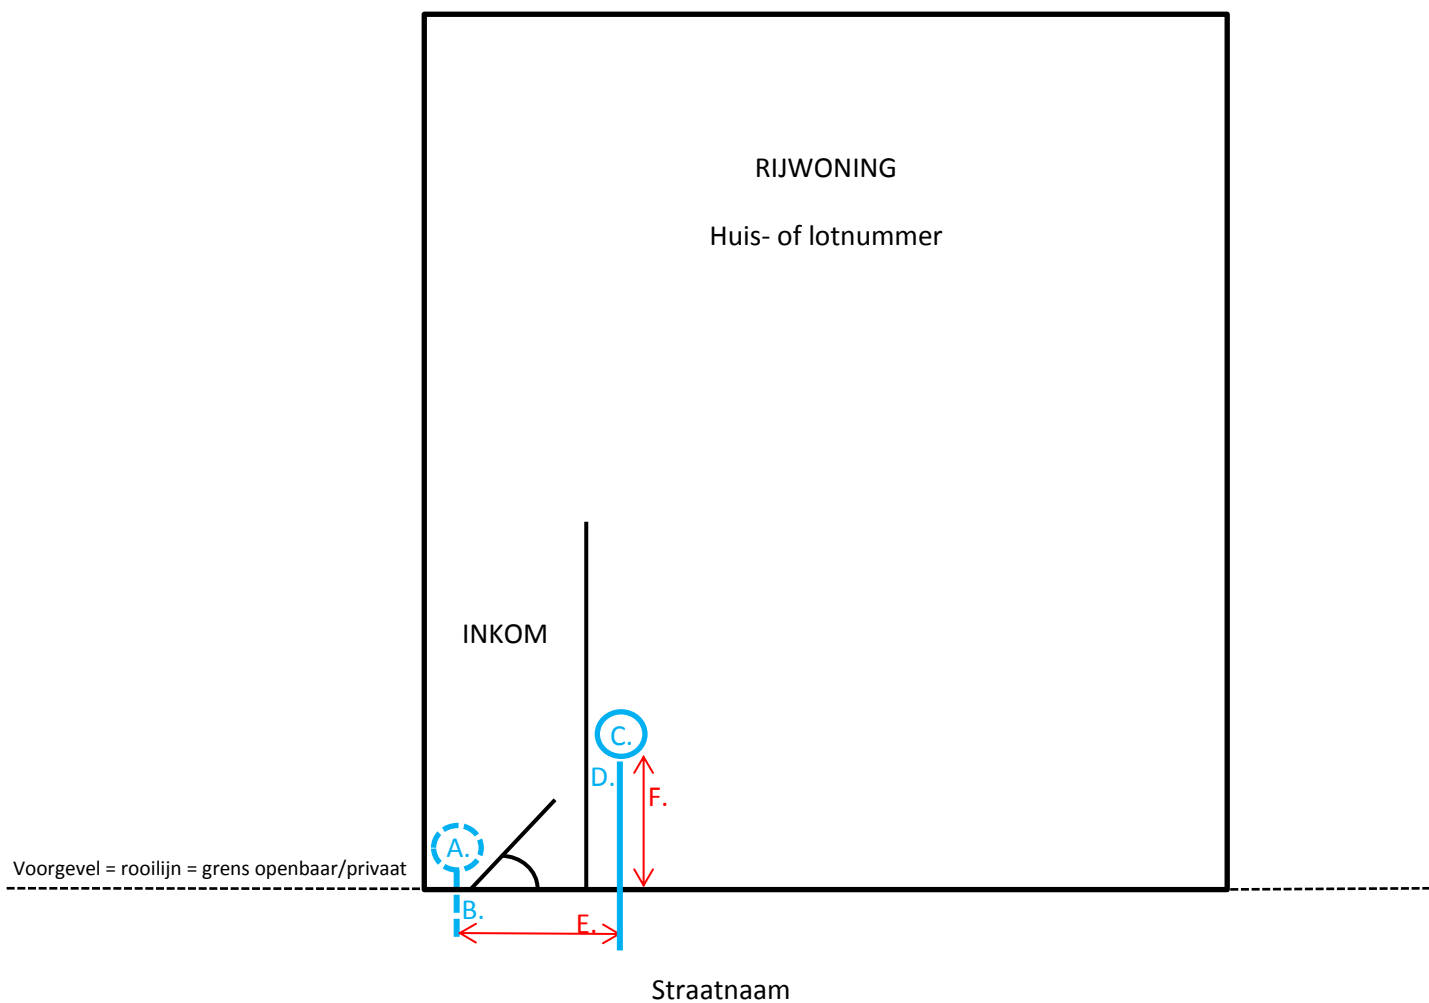 RIJWONING
Huis- of lotnummer
INKOM
C.
D.
F.
A.
Voorgevel = rooilijn = grens openbaar/privaat
B.
E.
Straatnaam